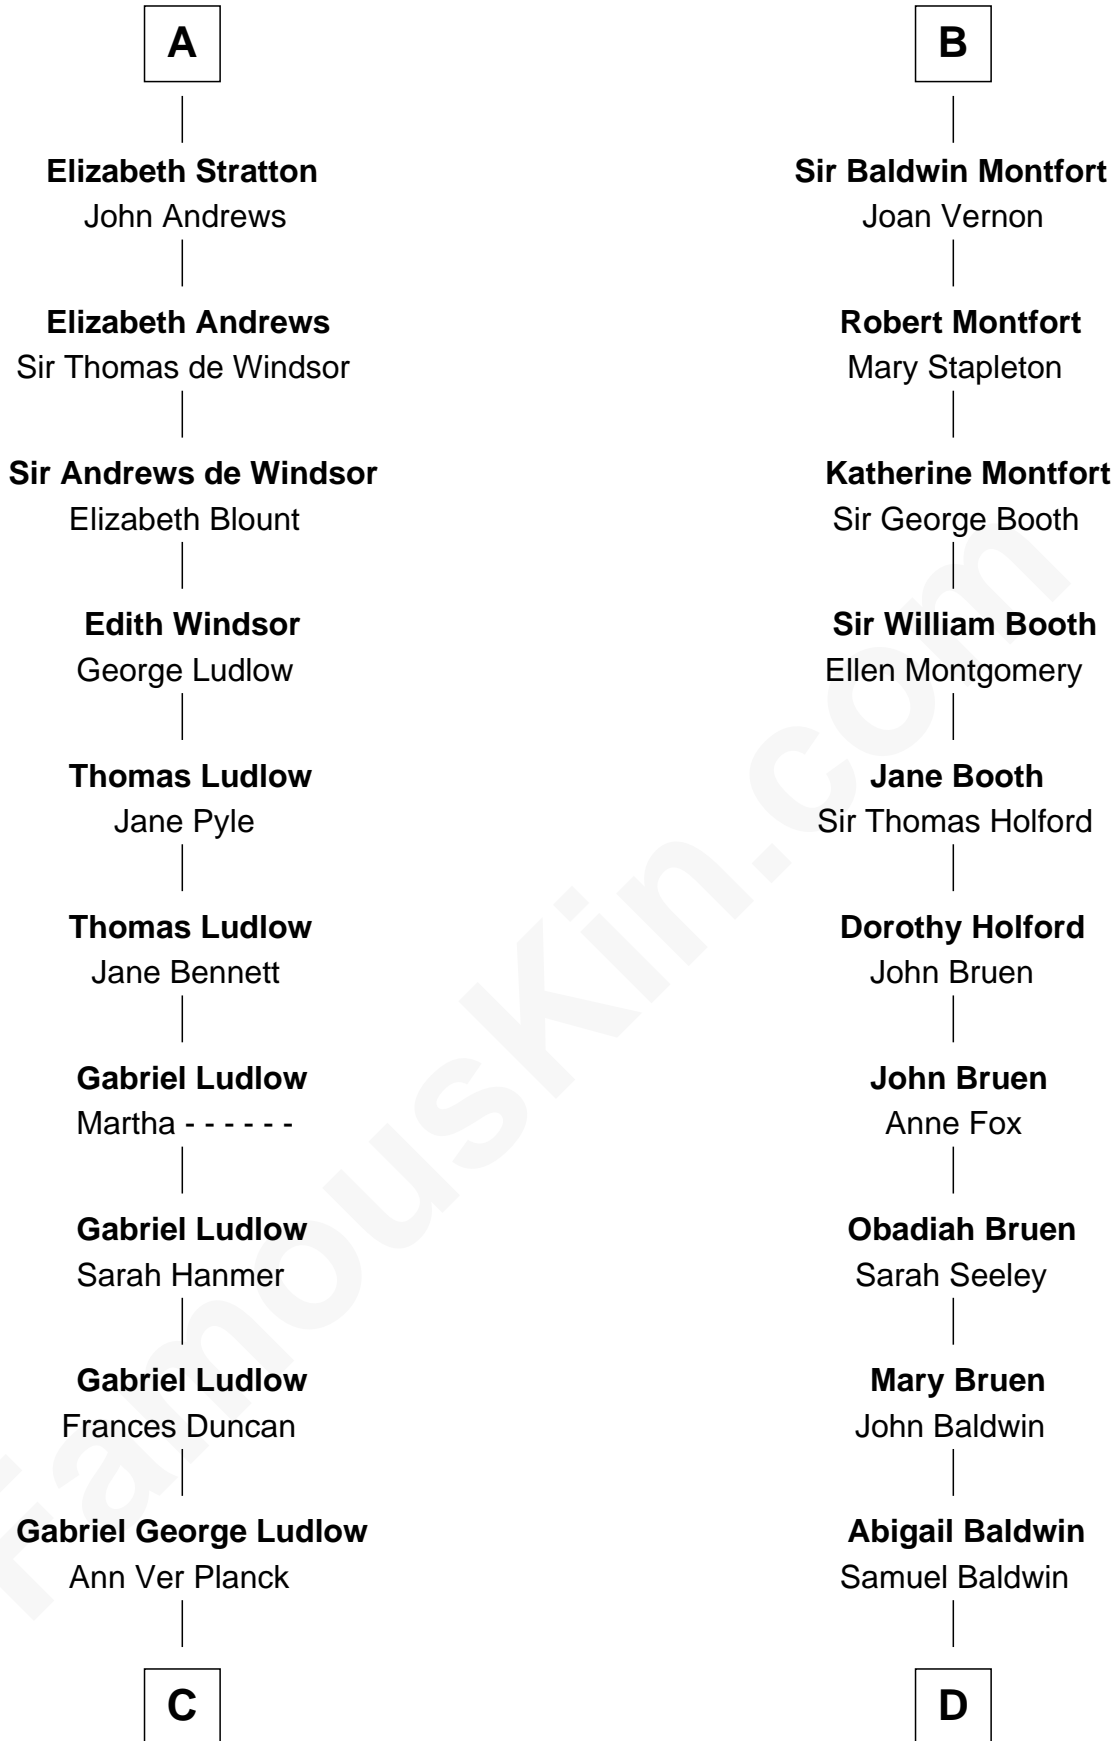 A
Elizabeth Stratton
John Andrews
Elizabeth Andrews
Sir Thomas de Windsor
Sir Andrews de Windsor
Elizabeth Blount
Edith Windsor
George Ludlow
Thomas Ludlow
Jane Pyle
Thomas Ludlow
Jane Bennett
Gabriel Ludlow
Martha - - - - - -
Gabriel Ludlow
Sarah Hanmer
Gabriel Ludlow
Frances Duncan
Gabriel George Ludlow
Ann Ver Planck
C
B
Sir Baldwin Montfort
Joan Vernon
Robert Montfort
Mary Stapleton
Katherine Montfort
Sir George Booth
Sir William Booth
Ellen Montgomery
Jane Booth
Sir Thomas Holford
Dorothy Holford
John Bruen
John Bruen
Anne Fox
Obadiah Bruen
Sarah Seeley
Mary Bruen
John Baldwin
Abigail Baldwin
Samuel Baldwin
D
FamousKin.com